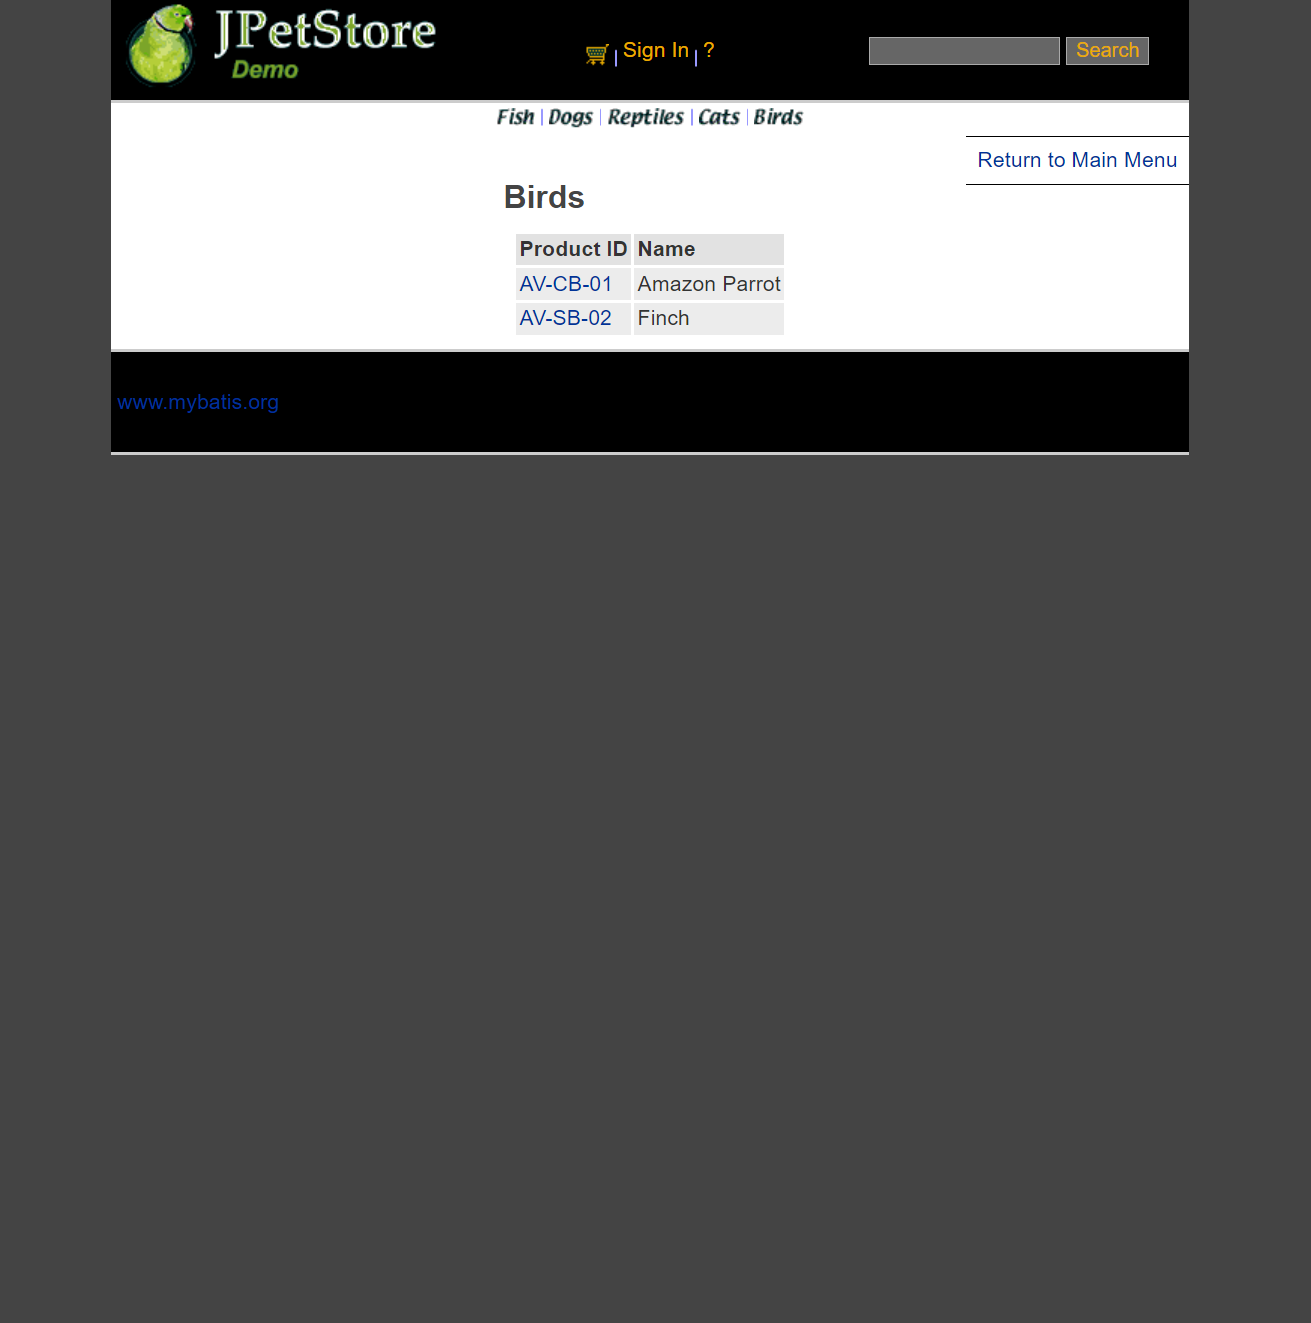 JPetStore
Demo
Sign In | ?
Search
Fish | Dogs | Reptiles | Cats | Birds
Return to Main Menu
Birds
Product ID Name
AV-CB-01 Amazon Parrot
AV-SB-02 Finch
www.mybatis.org